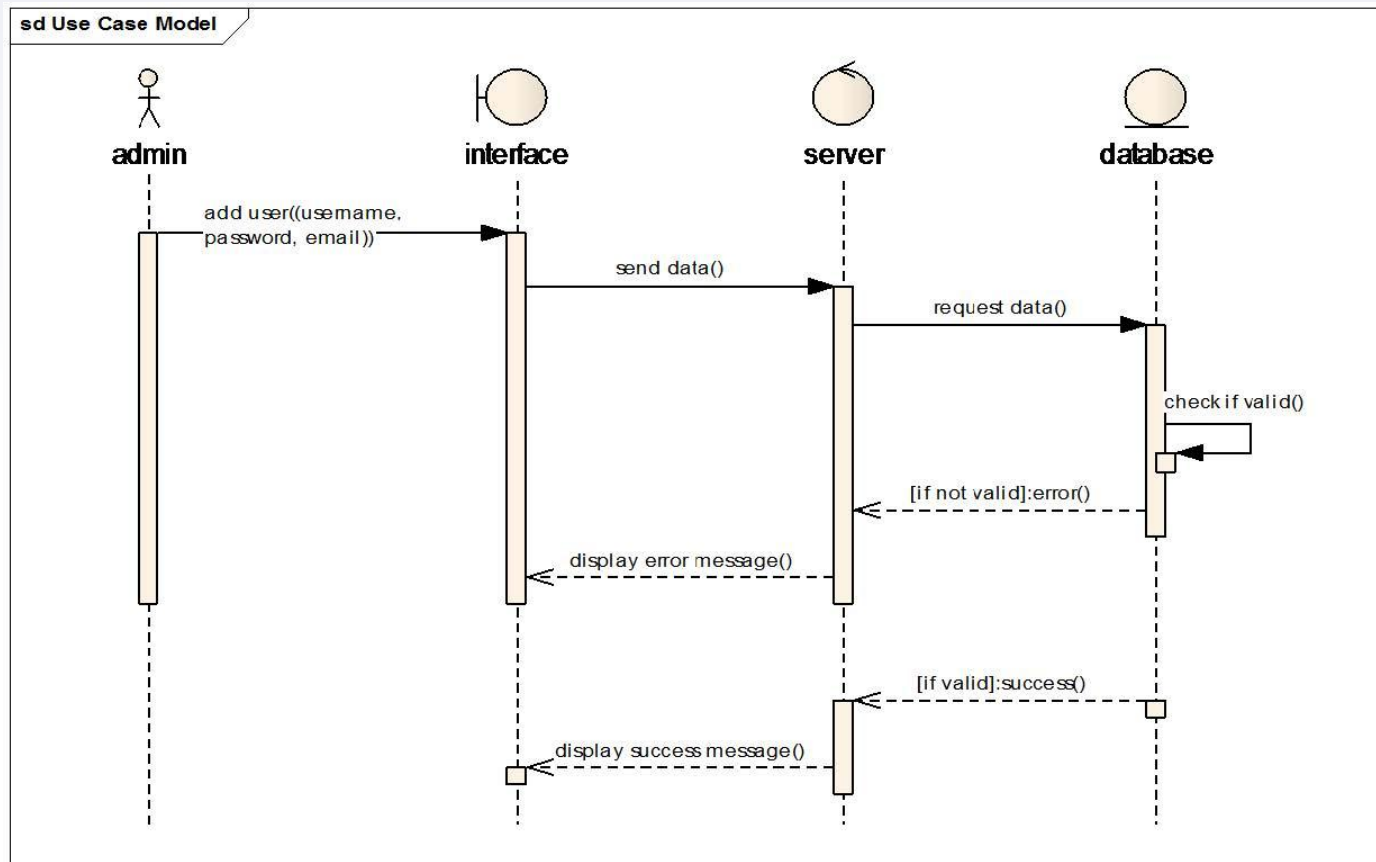 sd Use Case Model
admin
interface
server
database
add user((username,
password, email))
send data()
request data()
check if valid()
[if not valid]:error()
display error message()
[if valid]:success()
display success message()